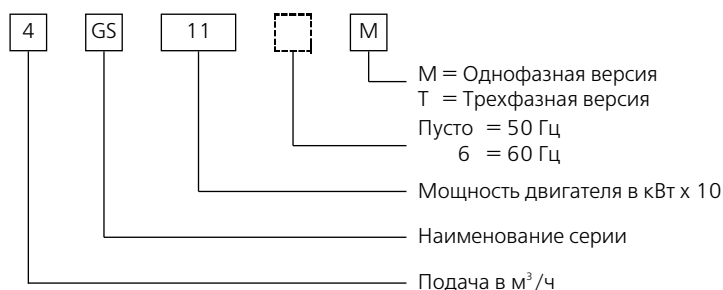 4 GS 11 M
М = Однофазная версия
Т = Трехфазная версия
Пусто = 50 Гц
6 = 60 Гц
Мощность двигателя в кВт x 10
Наименование серии
Подача в м³/ч